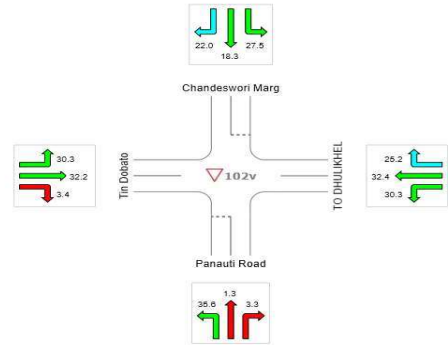 22.0 27.5
18.3
Chandeswori Marg
30.3
32.2
3.4
Tin Dobato
102v
TO DHULIKHEL
25.2
32.4
30.3
Panauti Road
1.3
35.6 3.3